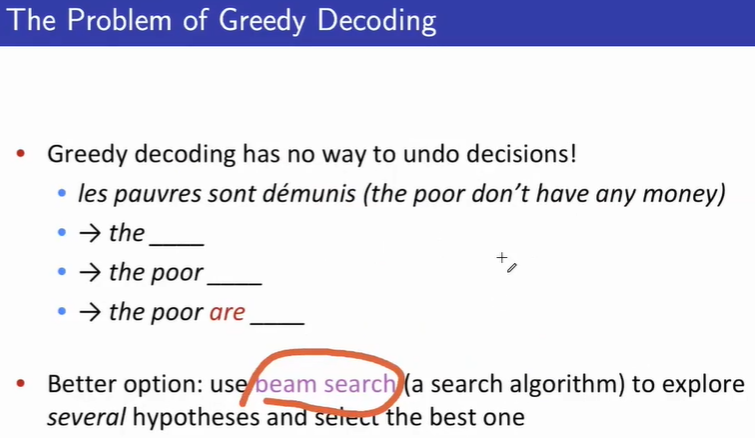 The Problem of Greedy Decoding
• Greedy decoding has no way to undo decisions!
• les pauvres sont démunis (the poor don't have any money)
• → the ____
• → the poor ____
• → the poor are ____
• Better option: use beam search (a search algorithm) to explore
several hypotheses and select the best one